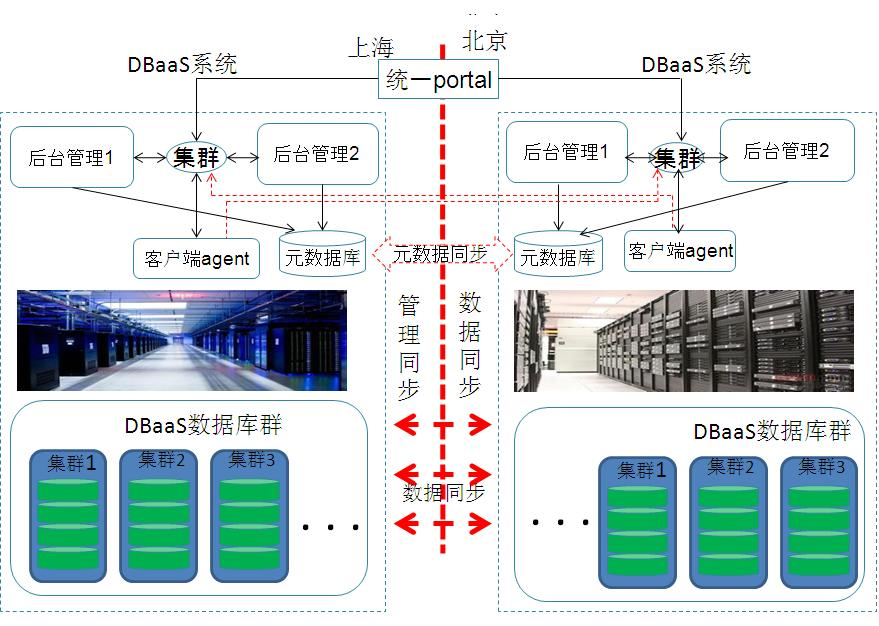 上海
北京
DBaaS系统
统一portal
DBaaS系统
后台管理1
集群
后台管理2
后台管理1
集群
后台管理2
客户端agent
元数据库
元数据同步
元数据库
客户端agent
管理同步
数据同步
DBaaS数据库群
集群1
集群2
集群3
. . .
数据同步
DBaaS数据库群
. . .
集群1
集群2
集群3